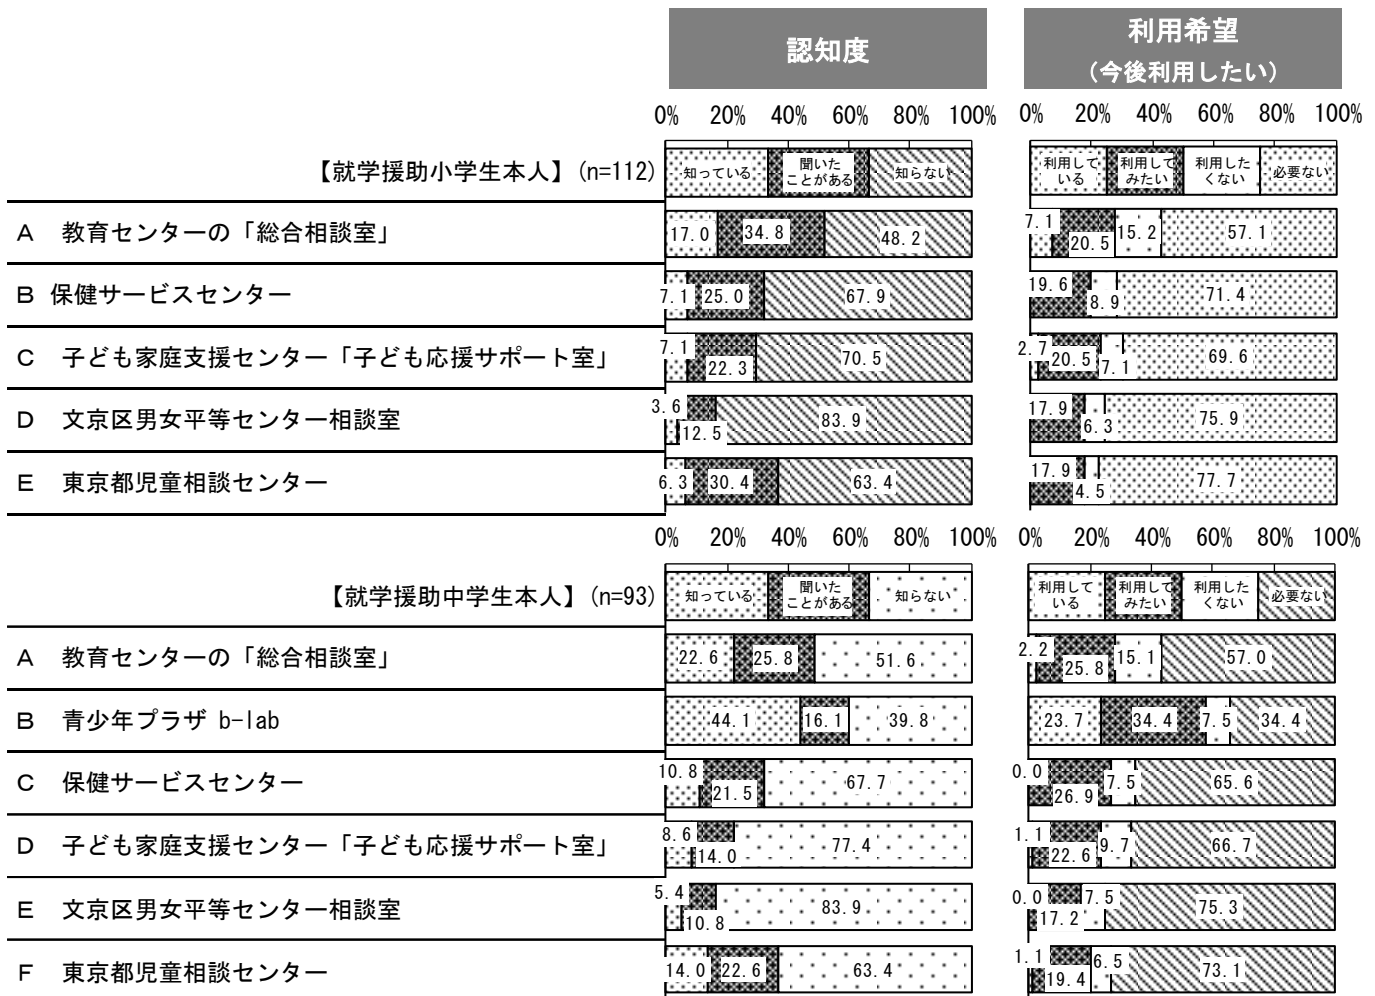 認知度
利用希望
（今後利用したい）
0% 20% 40% 60% 80% 100%
0% 20% 40% 60% 80% 100%
【就学援助小学生本人】(n=112)
知っている
聞いた
ことがある
知らない
利用して
いる
利用して
みたい
利用した
くない
必要ない
A 教育センターの「総合相談室」
17.0 34.8 48.2
7.1 20.5 15.2 57.1
B 保健サービスセンター
7.1 25.0 67.9
19.6 8.9 71.4
C 子ども家庭支援センター「子ども応援サポート室」
7.1 22.3 70.5
2.7 20.5 7.1 69.6
D 文京区男女平等センター相談室
3.6 12.5 83.9
17.9 6.3 75.9
E 東京都児童相談センター
6.3 30.4 63.4
17.9 4.5 77.7
0% 20% 40% 60% 80% 100%
0% 20% 40% 60% 80% 100%
【就学援助中学生本人】(n=93)
知っている
聞いた
ことがある
知らない
利用して
いる
利用して
みたい
利用した
くない
必要ない
A 教育センターの「総合相談室」
22.6 25.8 51.6
2.2 25.8 15.1 57.0
B 青少年プラザ b-lab
44.1 16.1 39.8
23.7 34.4 7.5 34.4
C 保健サービスセンター
10.8 21.5 67.7
0.0 26.9 7.5 65.6
D 子ども家庭支援センター「子ども応援サポート室」
8.6 14.0 77.4
1.1 22.6 9.7 66.7
E 文京区男女平等センター相談室
5.4 10.8 83.9
0.0 17.2 7.5 75.3
F 東京都児童相談センター
14.0 22.6 63.4
1.1 19.4 6.5 73.1